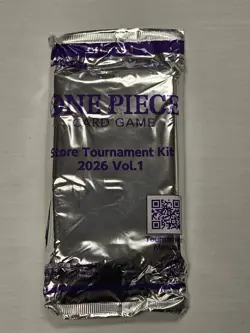 ONE PIECE
CARD GAME
Store Tournament Kit
2026 Vol.1